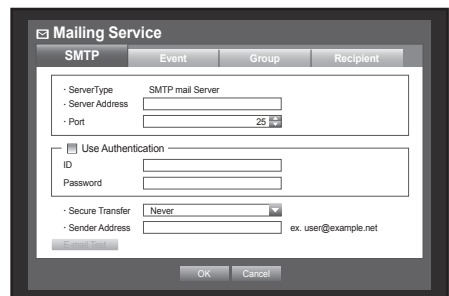 Mailing Service
SMTP Event Group Recipient
· ServerType SMTP mail Server
· Server Address
· Port 25
Use Authentication
ID
Password
· Secure Transfer Never
· Sender Address ex. user@example.net
E-mail Test
OK Cancel